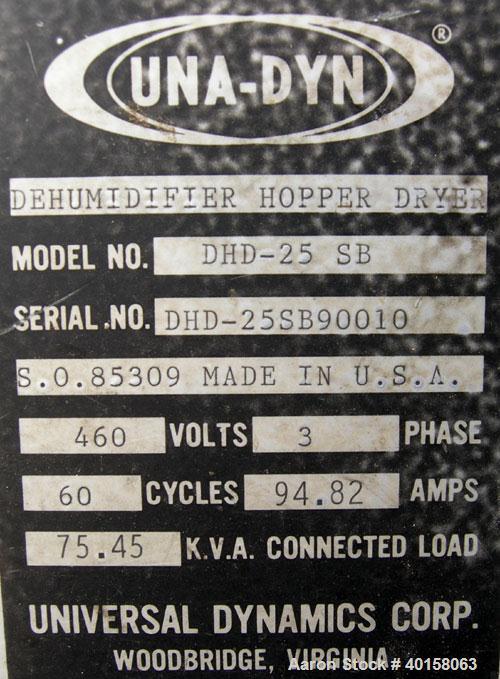 UNA-DYN ®
DEHUMIDIFIER HOPPER DRYER
MODEL NO. DHD-25 SB
SERIAL.NO. DHD-25SB90010
S.O.85309 MADE IN U.S.A.
460 VOLTS 3 PHASE
60 CYCLES 94.82 AMPS
75.45 K.V.A. CONNECTED LOAD
UNIVERSAL DYNAMICS CORP.
WOODBRIDGE, VIRGINIA
Aaron Stock # 40158063